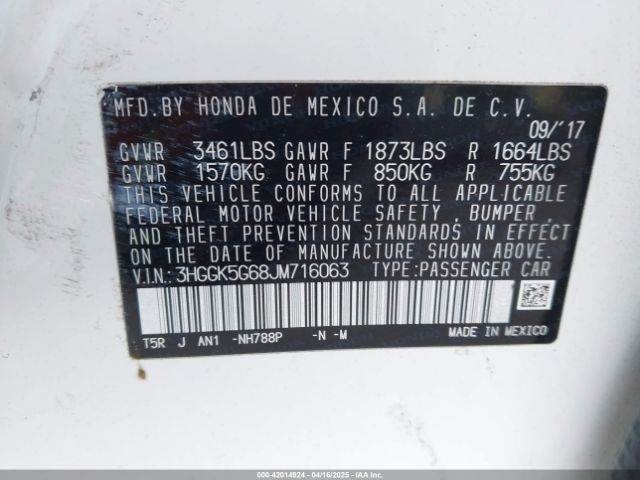 MFD.BY HONDA DE MEXICO S.A. DE C.V.
09/'17
GVWR 3461LBS GAWR F 1873LBS R 1664LBS
GVWR 1570KG GAWR F 850KG R 755KG
THIS VEHICLE CONFORMS TO ALL APPLICABLE
FEDERAL MOTOR VEHICLE SAFETY , BUMPER ,
AND THEFT PREVENTION STANDARDS IN EFFECT
ON THE DATE OF MANUFACTURE SHOWN ABOVE.
V.I.N: 3HGGK5G68JM716063 TYPE:PASSENGER CAR
T5R J AN1 -NH788P -N -M MADE IN MEXICO
000-42014924 - 04/16/2025 - IAA Inc.